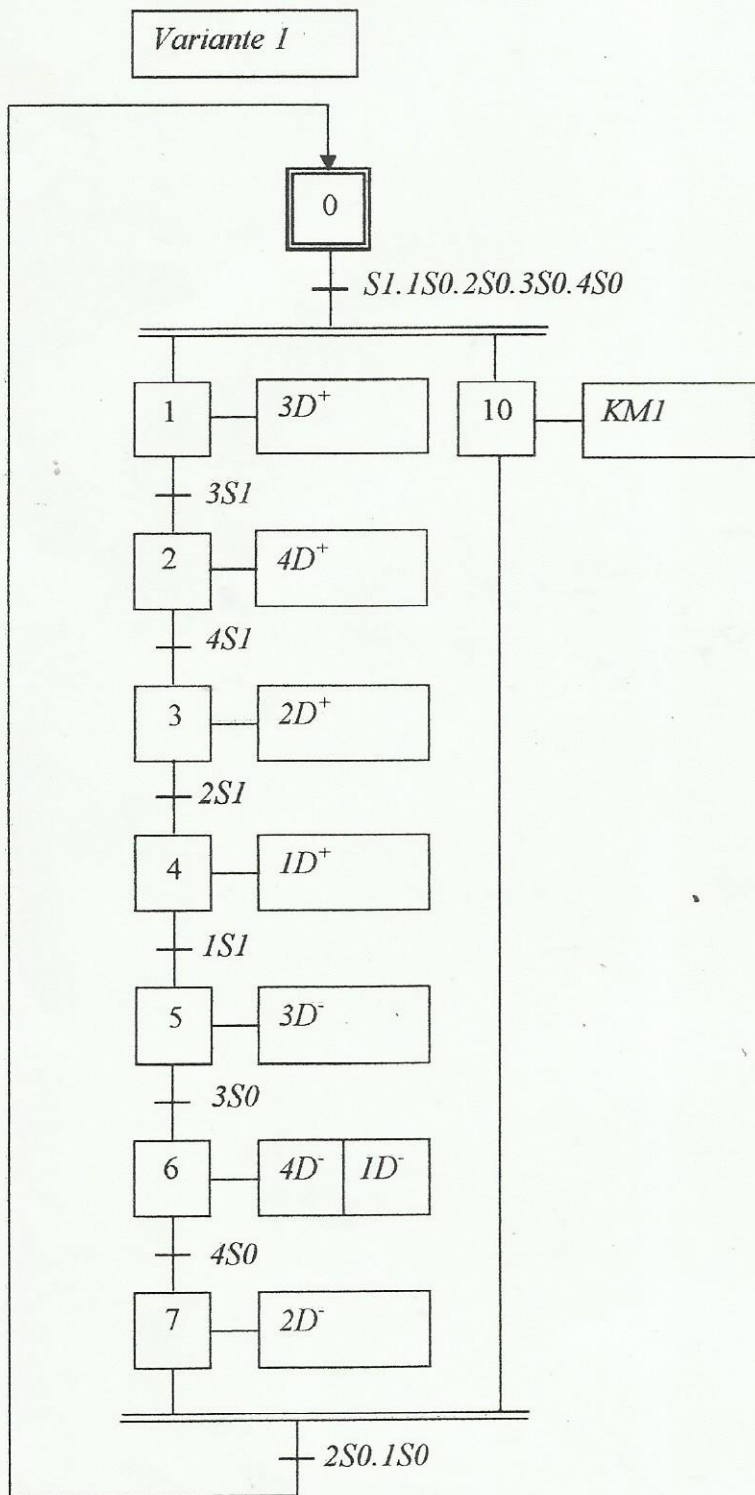 Variante 1
0
S1.1S0.2S0.3S0.4S0
1 3D⁺ 10 KM1
3S1
2 4D⁺
4S1
3 2D⁺
2S1
4 1D⁺
1S1
5 3D⁻
3S0
6 4D⁻ 1D⁻
4S0
7 2D⁻
2S0.1S0